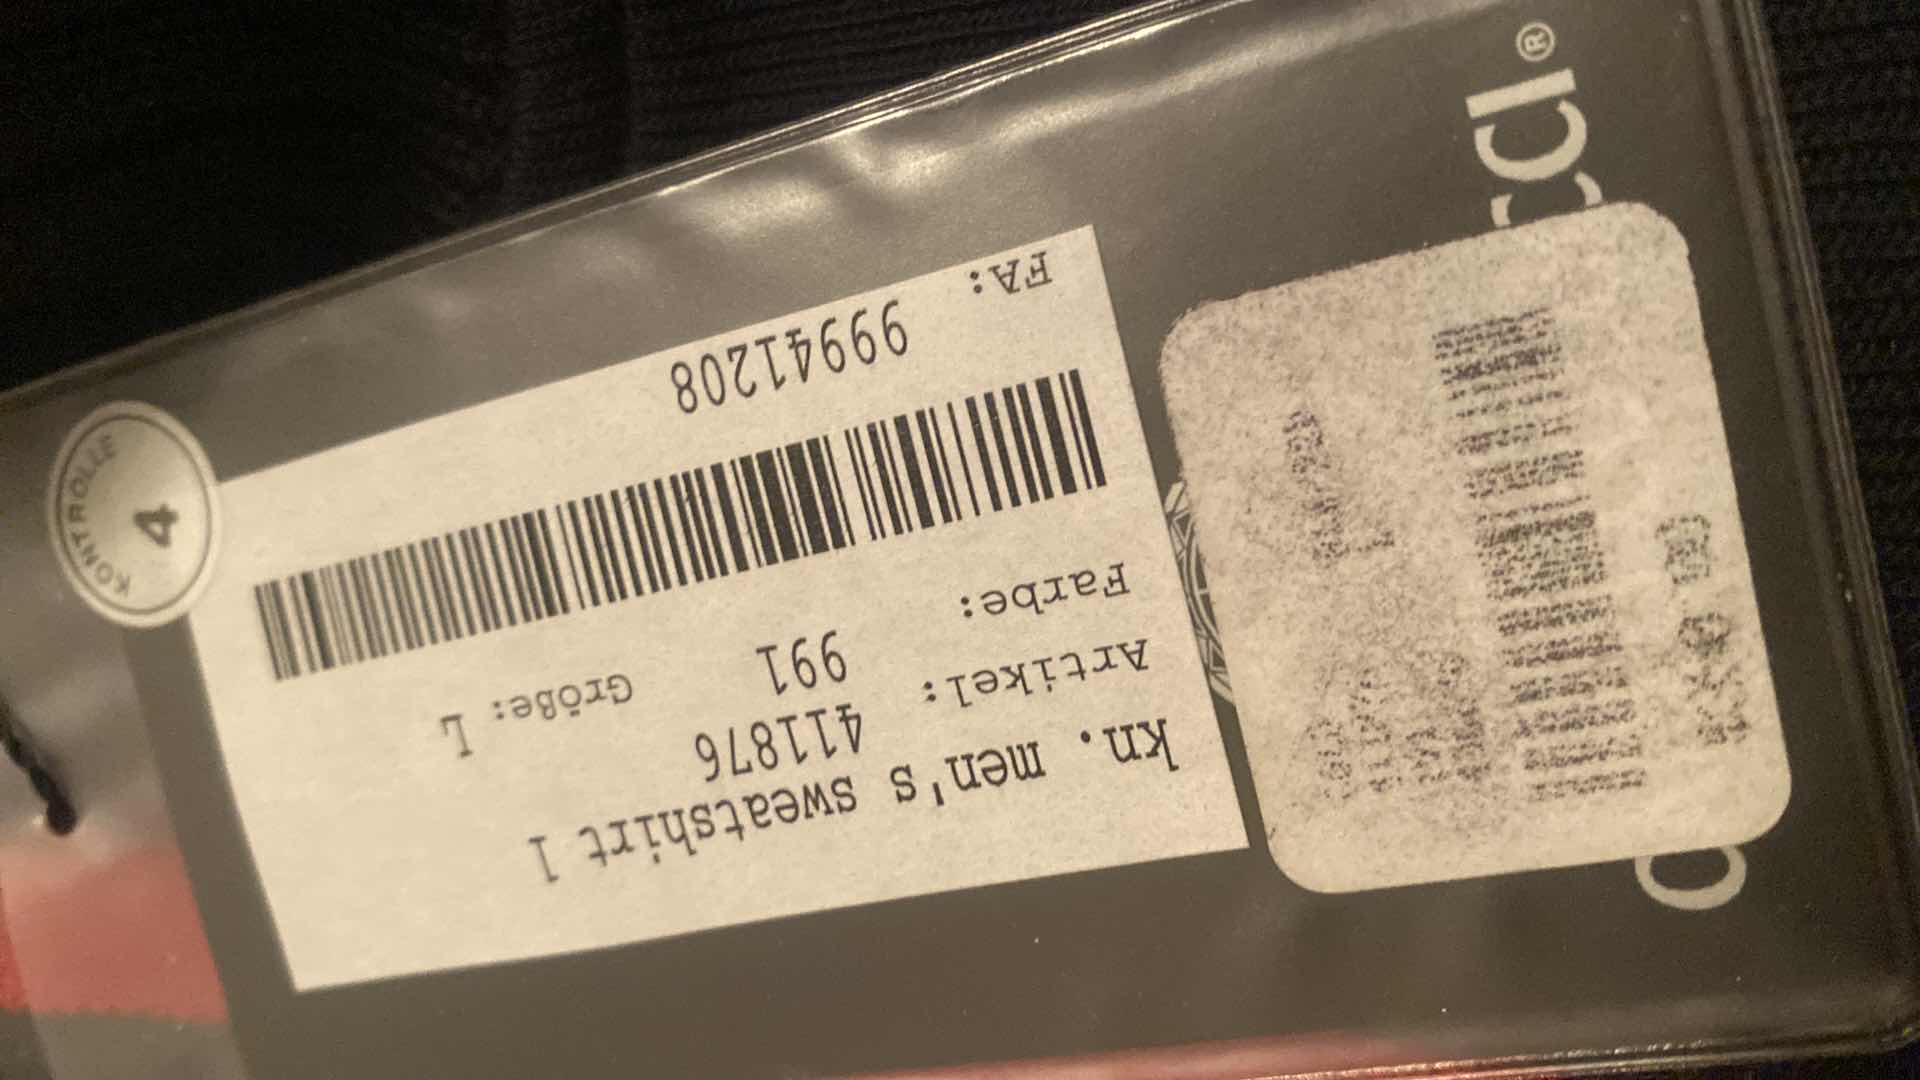 kn. men's sweatshirt l
Artikel: 411876
Farbe: 991 Größe: L
FA: 99941208
KONTROLLE
4